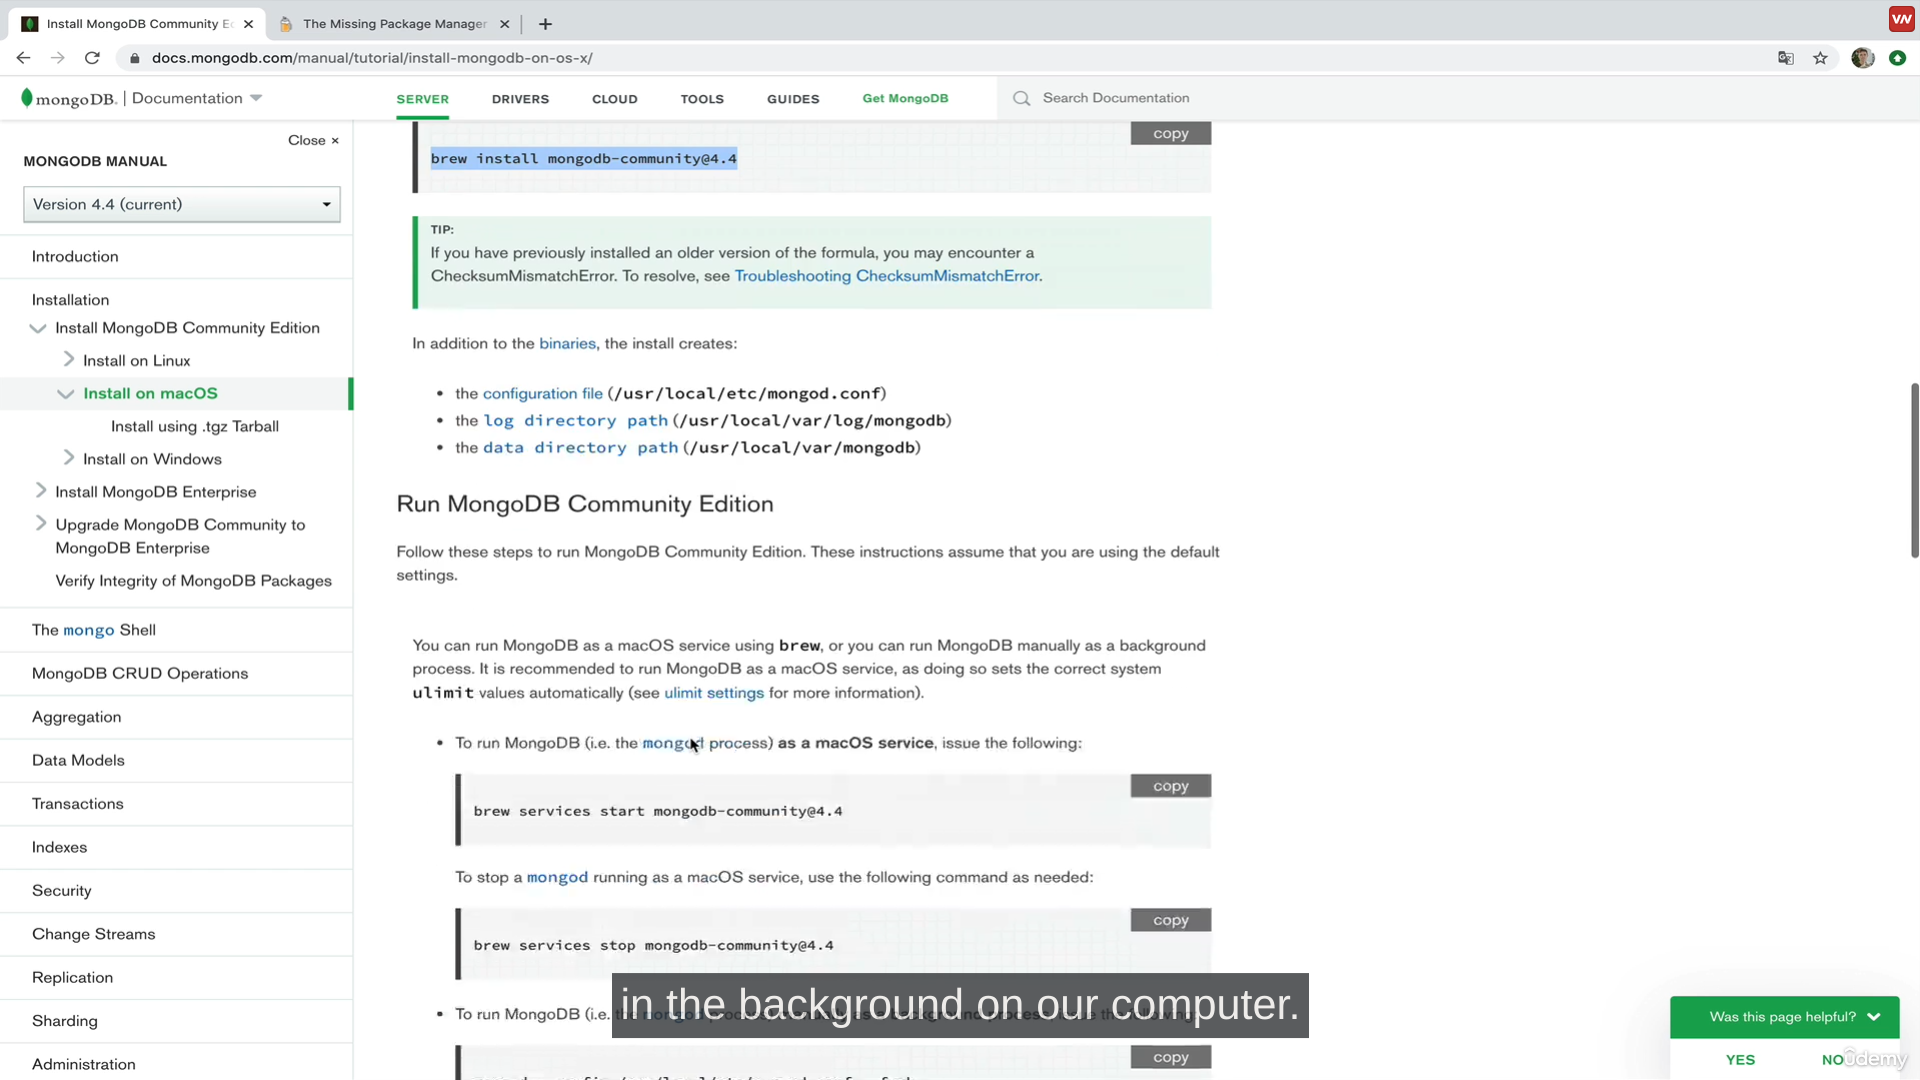 Install MongoDB Community E
The Missing Package Manager
docs.mongodb.com/manual/tutorial/install-mongodb-on-os-x/
mongoDB. | Documentation
SERVER
DRIVERS
CLOUD
TOOLS
GUIDES
Get MongoDB
Search Documentation
Close ×
MONGODB MANUAL
Version 4.4 (current)
Introduction
Installation
Install MongoDB Community Edition
Install on Linux
Install on macOS
Install using .tgz Tarball
Install on Windows
Install MongoDB Enterprise
Upgrade MongoDB Community to
MongoDB Enterprise
Verify Integrity of MongoDB Packages
The mongo Shell
MongoDB CRUD Operations
Aggregation
Data Models
Transactions
Indexes
Security
Change Streams
Replication
Sharding
Administration
copy
brew install mongodb-community@4.4
TIP:
If you have previously installed an older version of the formula, you may encounter a
ChecksumMismatchError. To resolve, see Troubleshooting ChecksumMismatchError.
In addition to the binaries, the install creates:
• the configuration file (/usr/local/etc/mongod.conf)
• the log directory path (/usr/local/var/log/mongodb)
• the data directory path (/usr/local/var/mongodb)
Run MongoDB Community Edition
Follow these steps to run MongoDB Community Edition. These instructions assume that you are using the default
settings.
You can run MongoDB as a macOS service using brew, or you can run MongoDB manually as a background
process. It is recommended to run MongoDB as a macOS service, as doing so sets the correct system
ulimit values automatically (see ulimit settings for more information).
• To run MongoDB (i.e. the mongod process) as a macOS service, issue the following:
copy
brew services start mongodb-community@4.4
To stop a mongod running as a macOS service, use the following command as needed:
copy
brew services stop mongodb-community@4.4
in the background on our computer.
• To run MongoDB (i.e.
copy
Was this page helpful?
YES
NO
ûdemy
VN